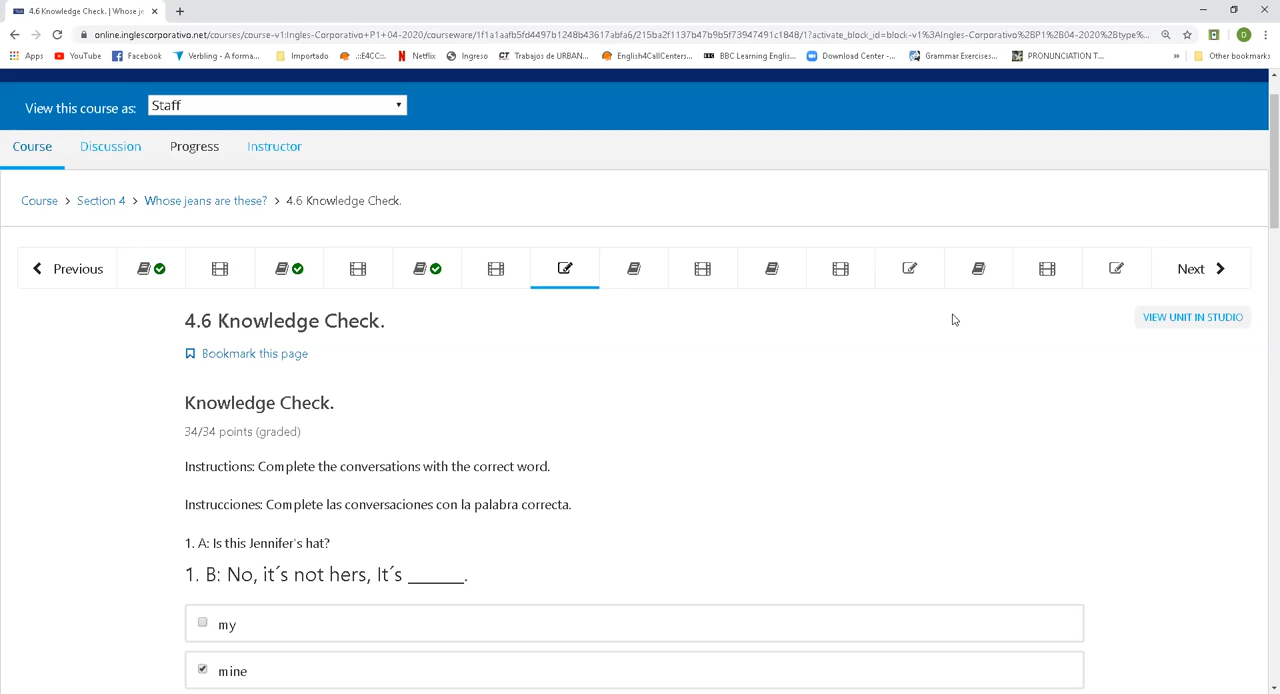 4.6 Knowledge Check. | Whose je
online.inglescorporativo.net/courses/course-v1:Ingles-Corporativo+P1+04-2020/courseware/1f1a1aafb5fd4497b1248b43617abfa6/215ba2f1137b47b9b5f73947491c1848/1?activate_block_id=block-v1%3AIngles-Corporativo%2BP1%2B04-2020%2Btype%...
D
Apps YouTube Facebook Verbling - A forma... Importado .::E4CC::. Netflix Ingreso Trabajos de URBAN... English4CallCenters... BBC Learning Englis... Download Center -... Grammar Exercises... PRONUNCIATION T... » Other bookmarks
View this course as: Staff
Course Discussion Progress Instructor
Course > Section 4 > Whose jeans are these? > 4.6 Knowledge Check.
Previous Next
4.6 Knowledge Check.
VIEW UNIT IN STUDIO
Bookmark this page
Knowledge Check.
34/34 points (graded)
Instructions: Complete the conversations with the correct word.
Instrucciones: Complete las conversaciones con la palabra correcta.
1. A: Is this Jennifer's hat?
1. B: No, it´s not hers, It´s ______.
my
mine